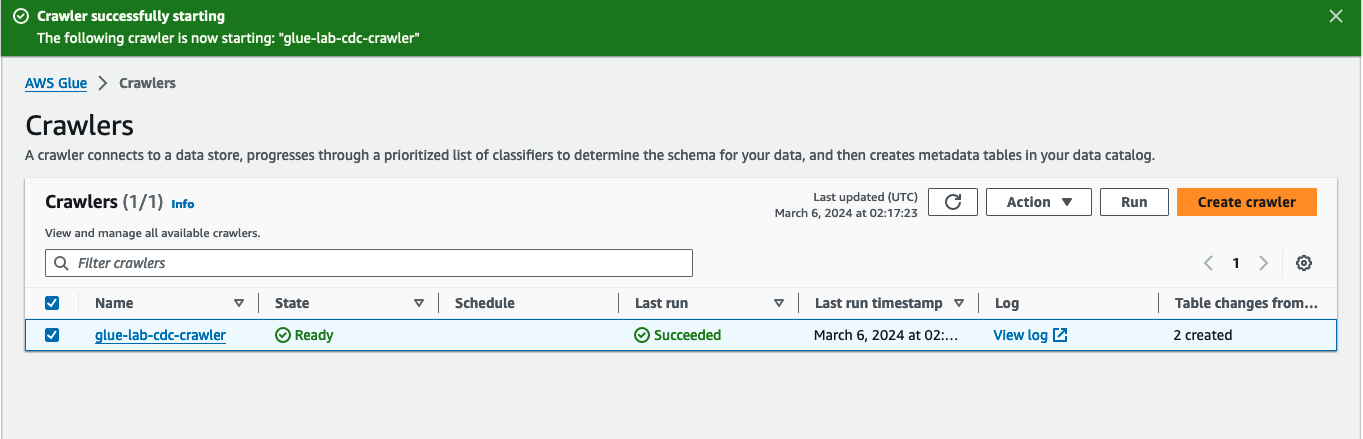 Crawler successfully starting
The following crawler is now starting: "glue-lab-cdc-crawler"
AWS Glue > Crawlers
Crawlers
A crawler connects to a data store, progresses through a prioritized list of classifiers to determine the schema for your data, and then creates metadata tables in your data catalog.
Crawlers (1/1) Info
Last updated (UTC)
March 6, 2024 at 02:17:23
Action
Run
Create crawler
View and manage all available crawlers.
Filter crawlers
1
Name State Schedule Last run Last run timestamp Log Table changes from...
glue-lab-cdc-crawler Ready Succeeded March 6, 2024 at 02:... View log 2 created